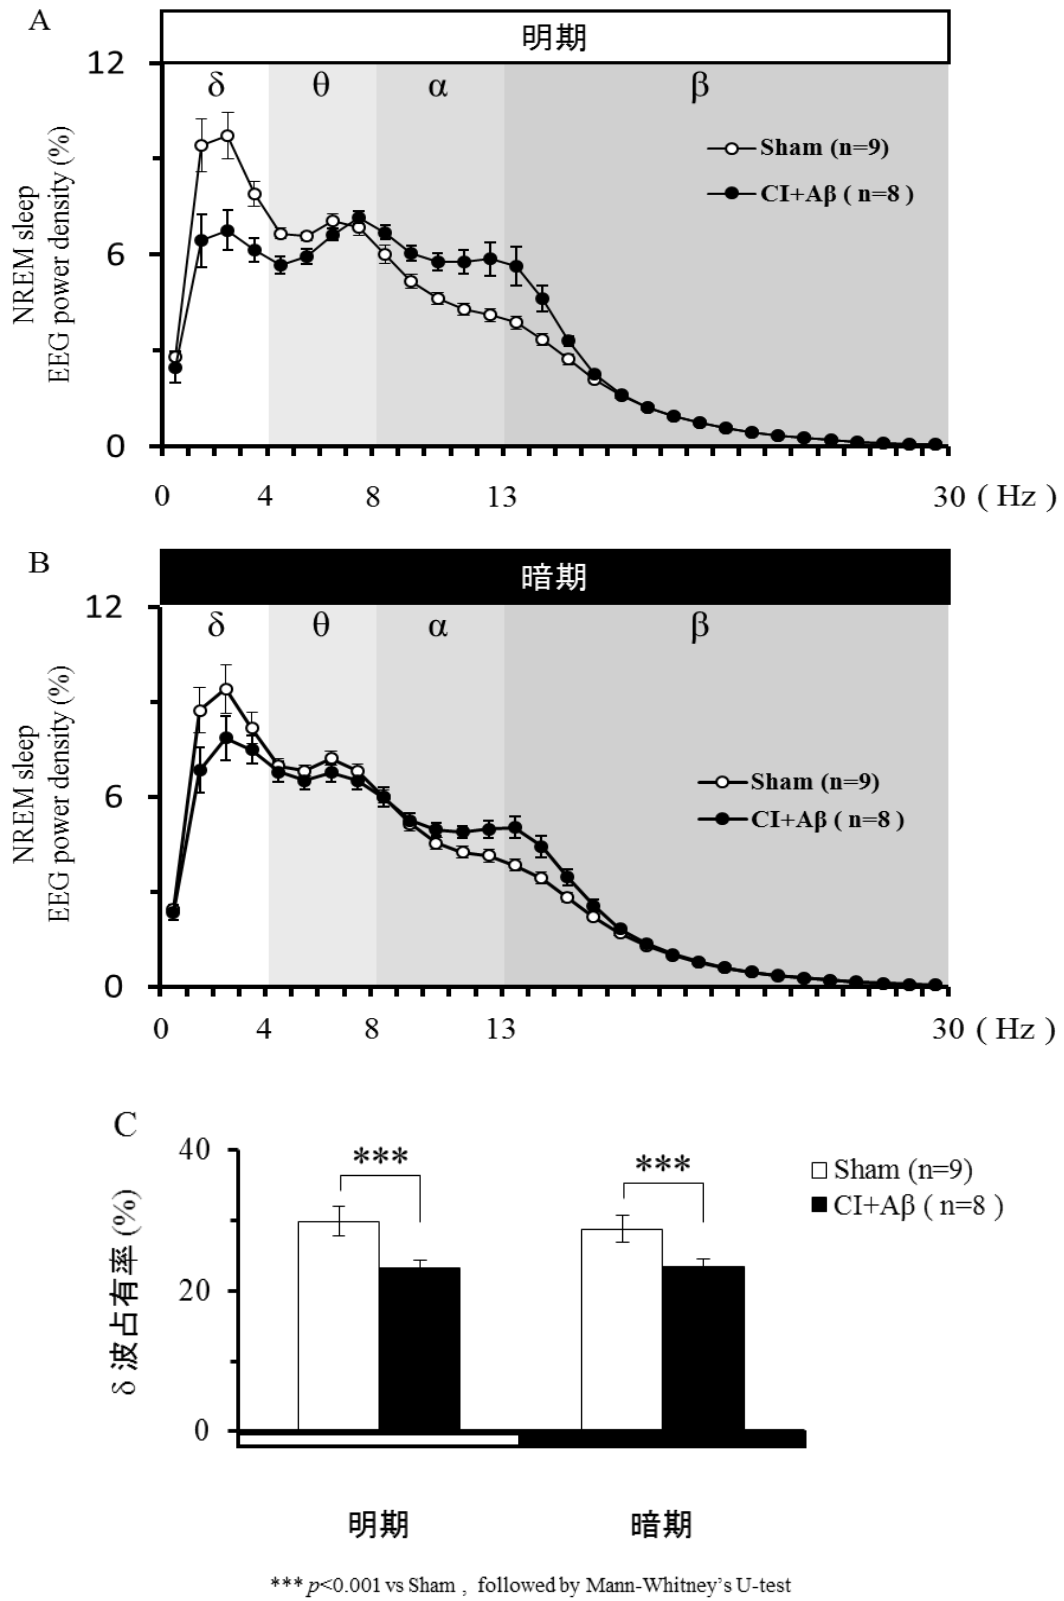 A
明期
12
δ θ α β
Sham (n=9)
CI+Aβ ( n=8 )
NREM sleep
EEG power density (%)
6
0
0 4 8 13 30 ( Hz )
B
暗期
12
δ θ α β
Sham (n=9)
CI+Aβ ( n=8 )
NREM sleep
EEG power density (%)
6
0
0 4 8 13 30 ( Hz )
C
40
*** ***
Sham (n=9)
CI+Aβ ( n=8 )
δ 波占有率 (%)
20
0
明期 暗期
*** p<0.001 vs Sham , followed by Mann-Whitney’s U-test